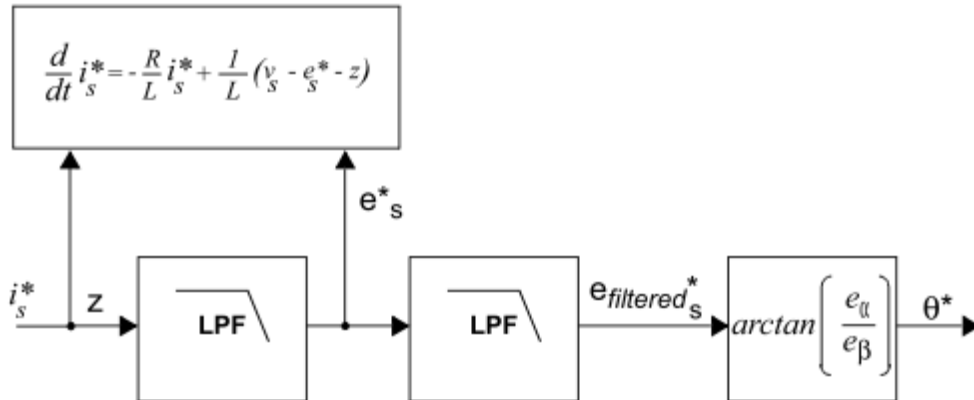 d/dt i*s = - R/L i*s + 1/L (vs - e*s - z)
e*s
i*s
z
LPF
LPF
efiltered*s
arctan(eα/eβ)
θ*